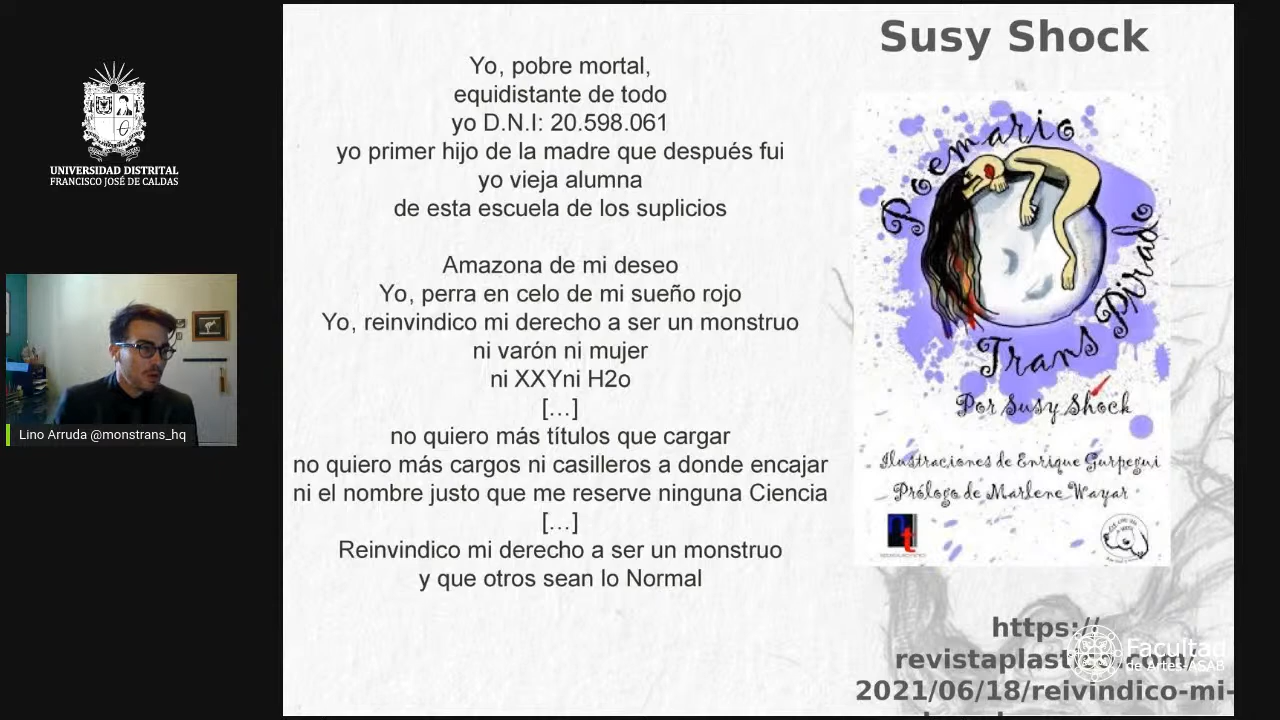 UNIVERSIDAD DISTRITAL
FRANCISCO JOSÉ DE CALDAS
Lino Arruda @monstrans_hq
Yo, pobre mortal,
equidistante de todo
yo D.N.I: 20.598.061
yo primer hijo de la madre que después fui
yo vieja alumna
de esta escuela de los suplicios
Amazona de mi deseo
Yo, perra en celo de mi sueño rojo
Yo, reinvindico mi derecho a ser un monstruo
ni varón ni mujer
ni XXYni H2o
[...]
no quiero más títulos que cargar
no quiero más cargos ni casilleros a donde encajar
ni el nombre justo que me reserve ninguna Ciencia
[...]
Reinvindico mi derecho a ser un monstruo
y que otros sean lo Normal
Susy Shock
Poemario
Trans Pirado
Por Susy Shock
Ilustraciones de Enrique Gurpegui
Prólogo de Marlene Wayar
nt
https://
2021/06/18/reivindico-mi-
Facultad
de Artes-ASAB